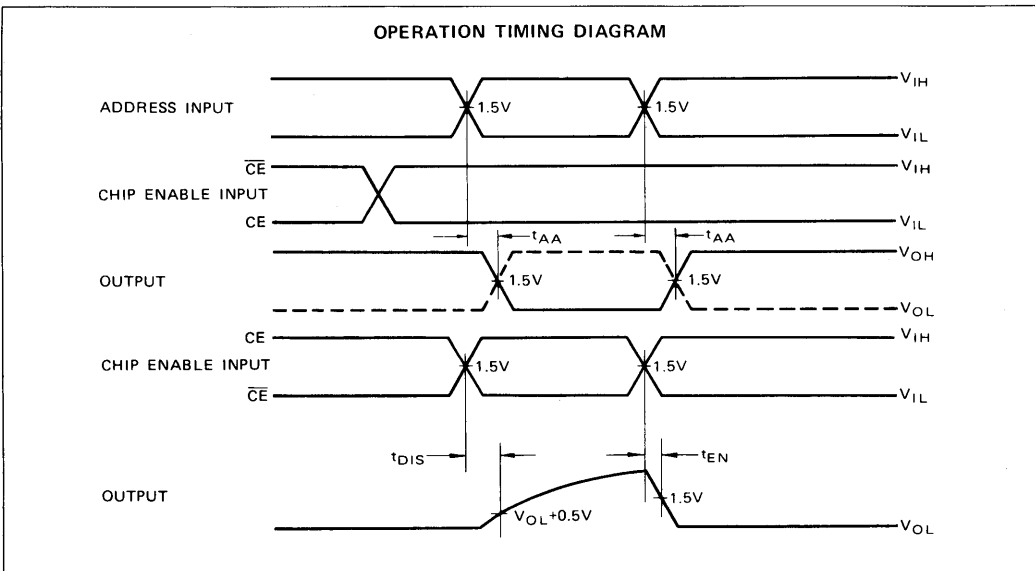 OPERATION TIMING DIAGRAM
VIH
ADDRESS INPUT
1.5V
1.5V
VIL
CE
VIH
CHIP ENABLE INPUT
CE
VIL
tAA
tAA
VOH
OUTPUT
1.5V
1.5V
VOL
CE
VIH
CHIP ENABLE INPUT
1.5V
1.5V
CE
VIL
tDIS
tEN
OUTPUT
1.5V
VOL+0.5V
VOL